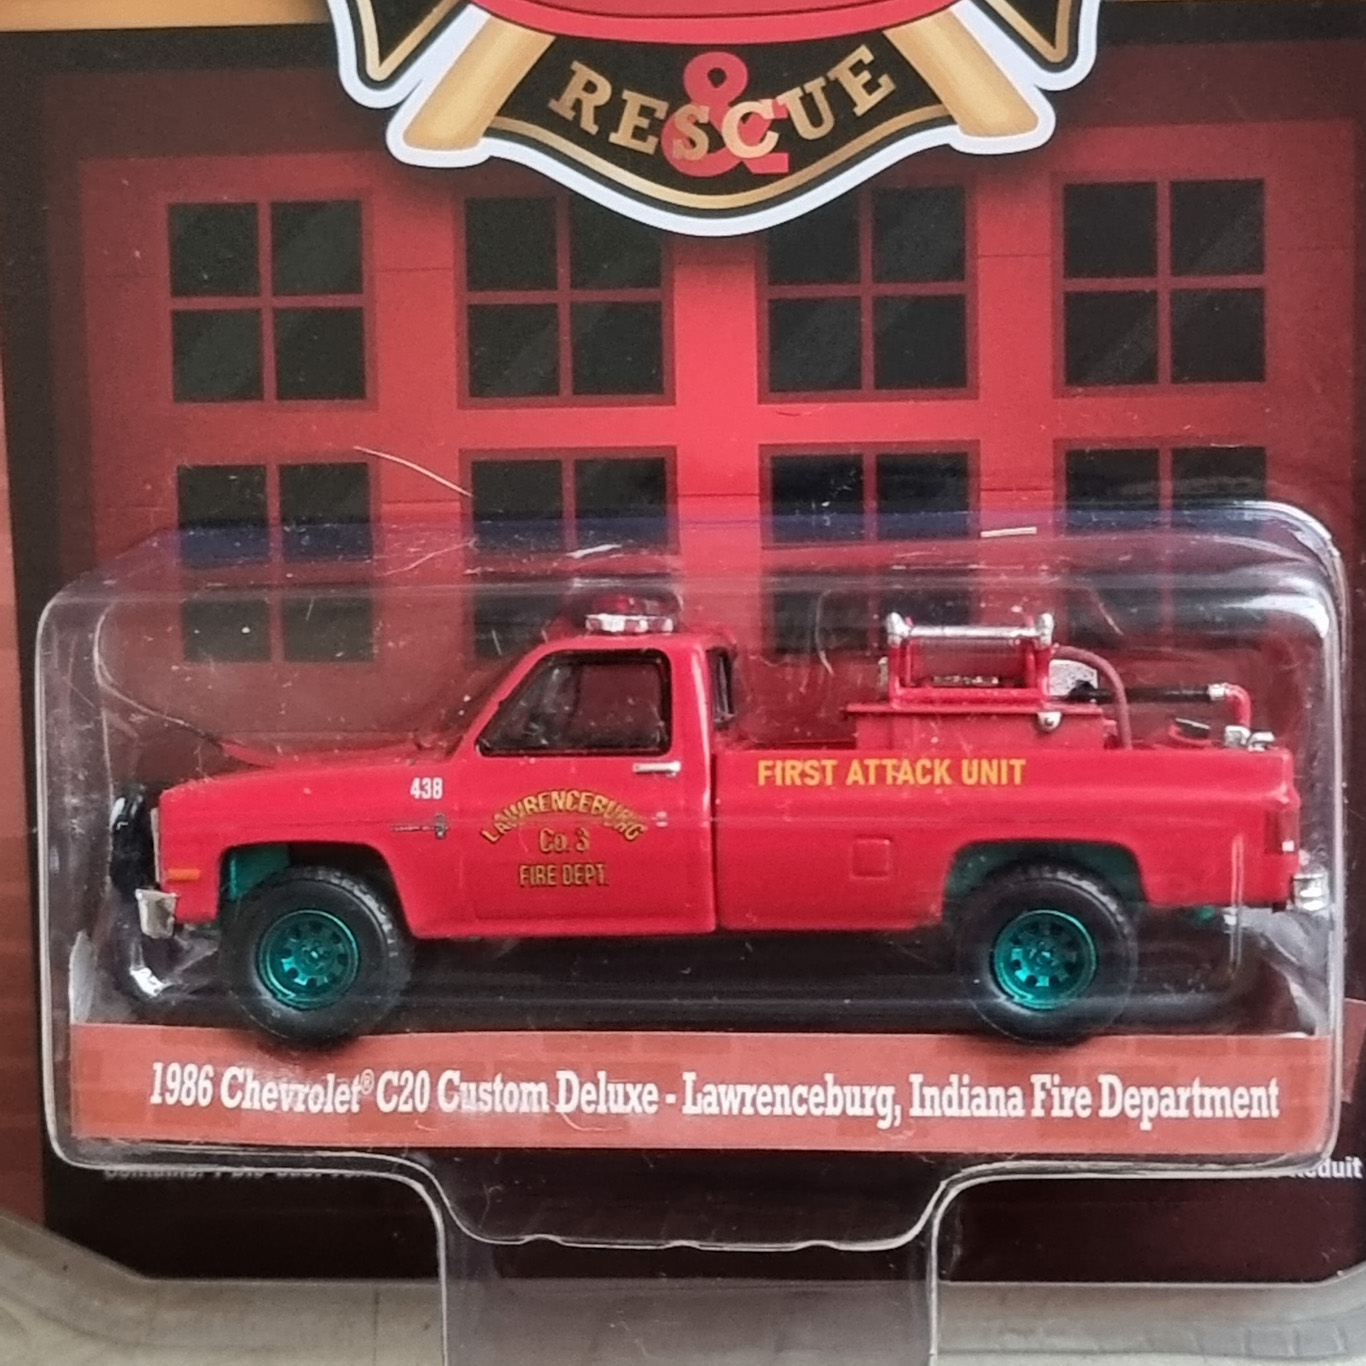 &
RESCUE
438
LAWRENCEBURG
Co. 3
FIRE DEPT.
FIRST ATTACK UNIT
1986 Chevrolet® C20 Custom Deluxe - Lawrenceburg, Indiana Fire Department